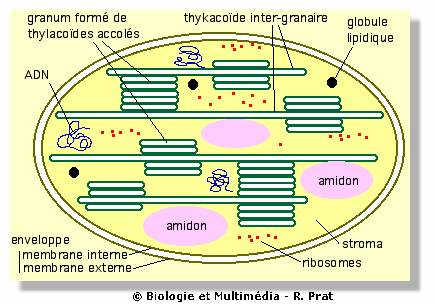 granum formé de
thylacoïdes accolés
thykacoïde inter-granaire
globule
lipidique
ADN
amidon
amidon
enveloppe
membrane interne
membrane externe
stroma
ribosomes
© Biologie et Multimédia - R. Prat